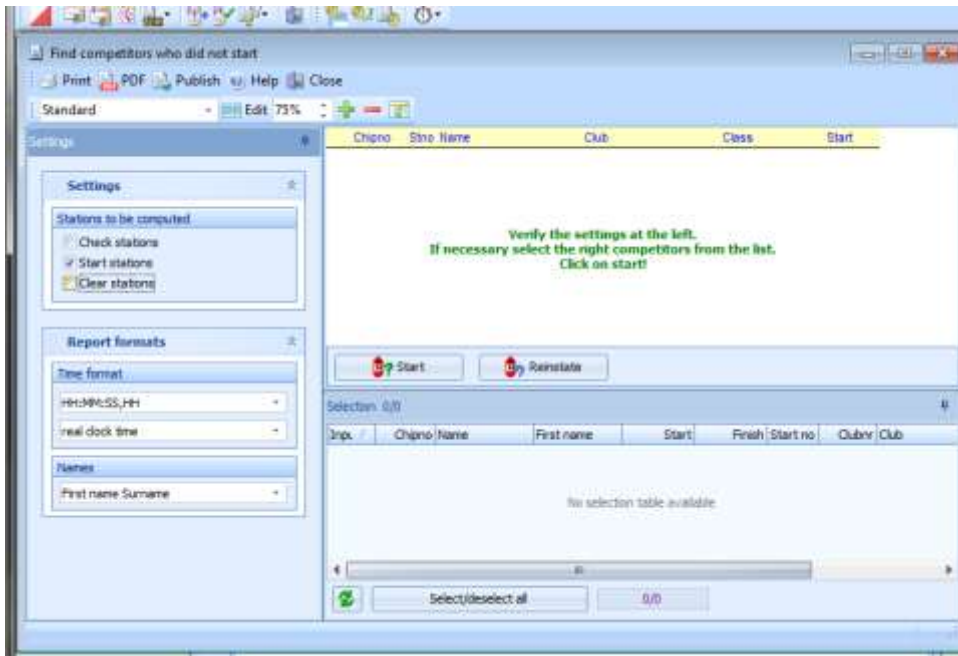 Find competitors who did not start
Print PDF Publish Help Close
Standard Edit 75%
Settings
Settings
Stations to be computed
Check stations
Start stations
Clear stations
Report formats
Time format
HH:MM:SS,HH
real clock time
Names
First name Surname
Chipno Stno Name Club Class Start
Verify the settings at the left.
If necessary select the right competitors from the list.
Click on start!
Start Reinstate
Selection 0/0
Inpu Chipno Name First name Start Finish Start no Clubnr Club
No selection table available
Select/deselect all 0/0